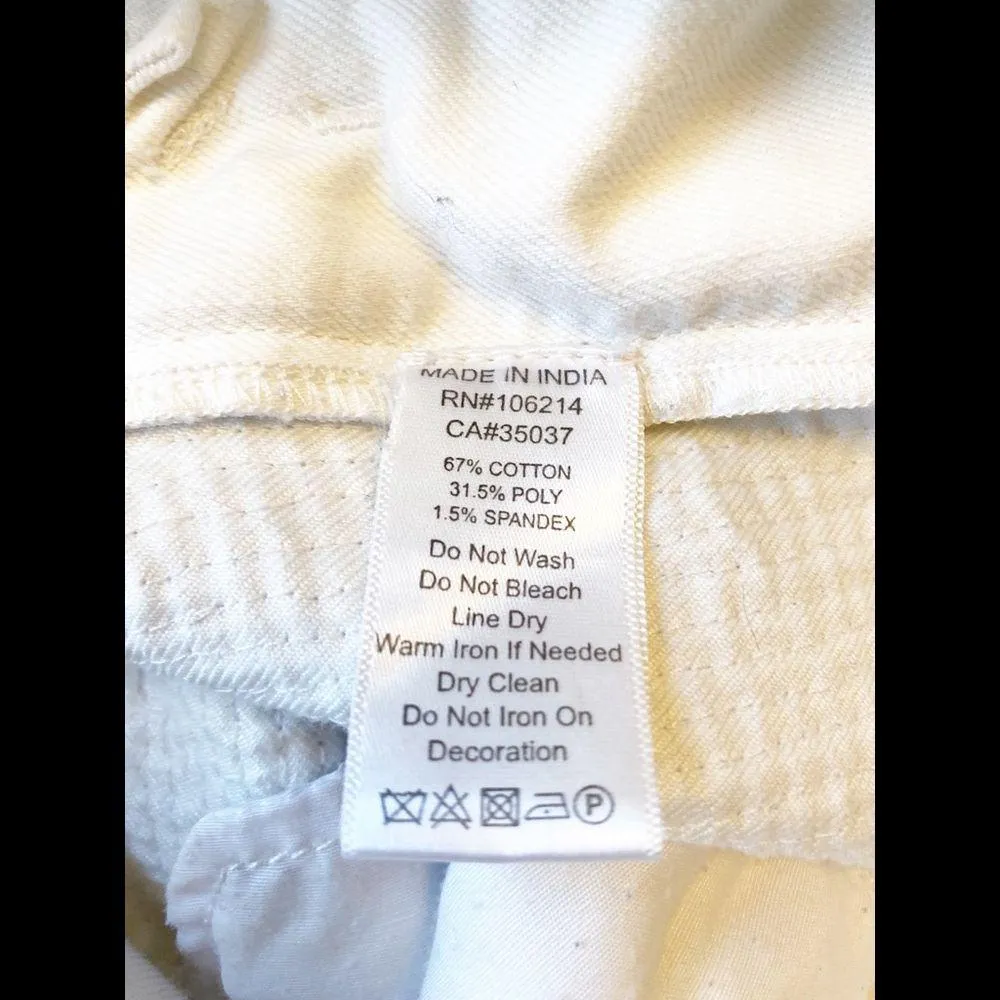 MADE IN INDIA
RN#106214
CA#35037
67% COTTON
31.5% POLY
1.5% SPANDEX
Do Not Wash
Do Not Bleach
Line Dry
Warm Iron If Needed
Dry Clean
Do Not Iron On
Decoration
P